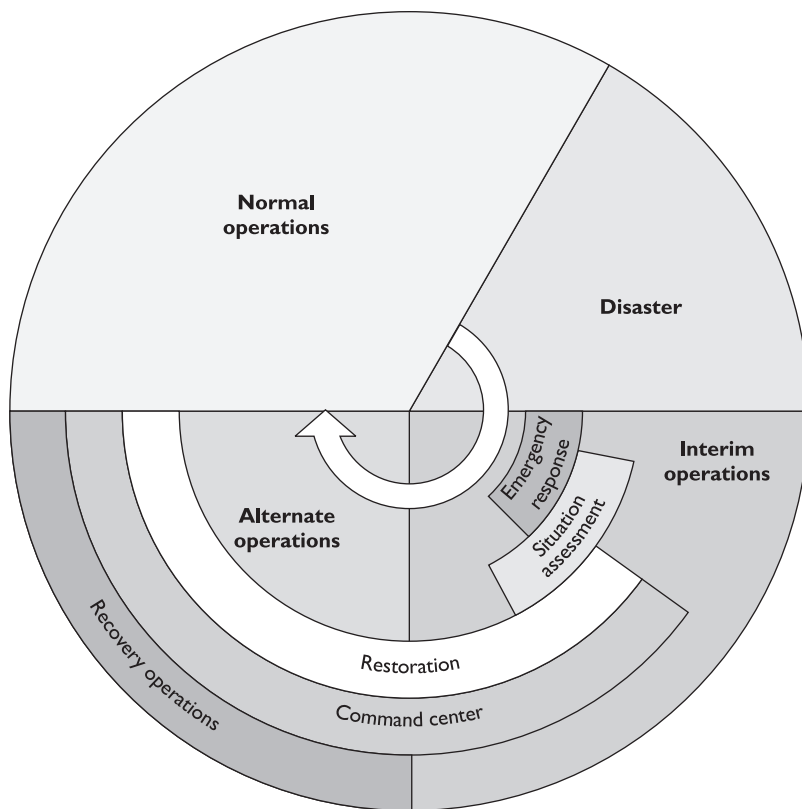 Normal
operations
Disaster
Interim
operations
Emergency
response
Situation
assessment
Alternate
operations
Restoration
Command center
Recovery operations